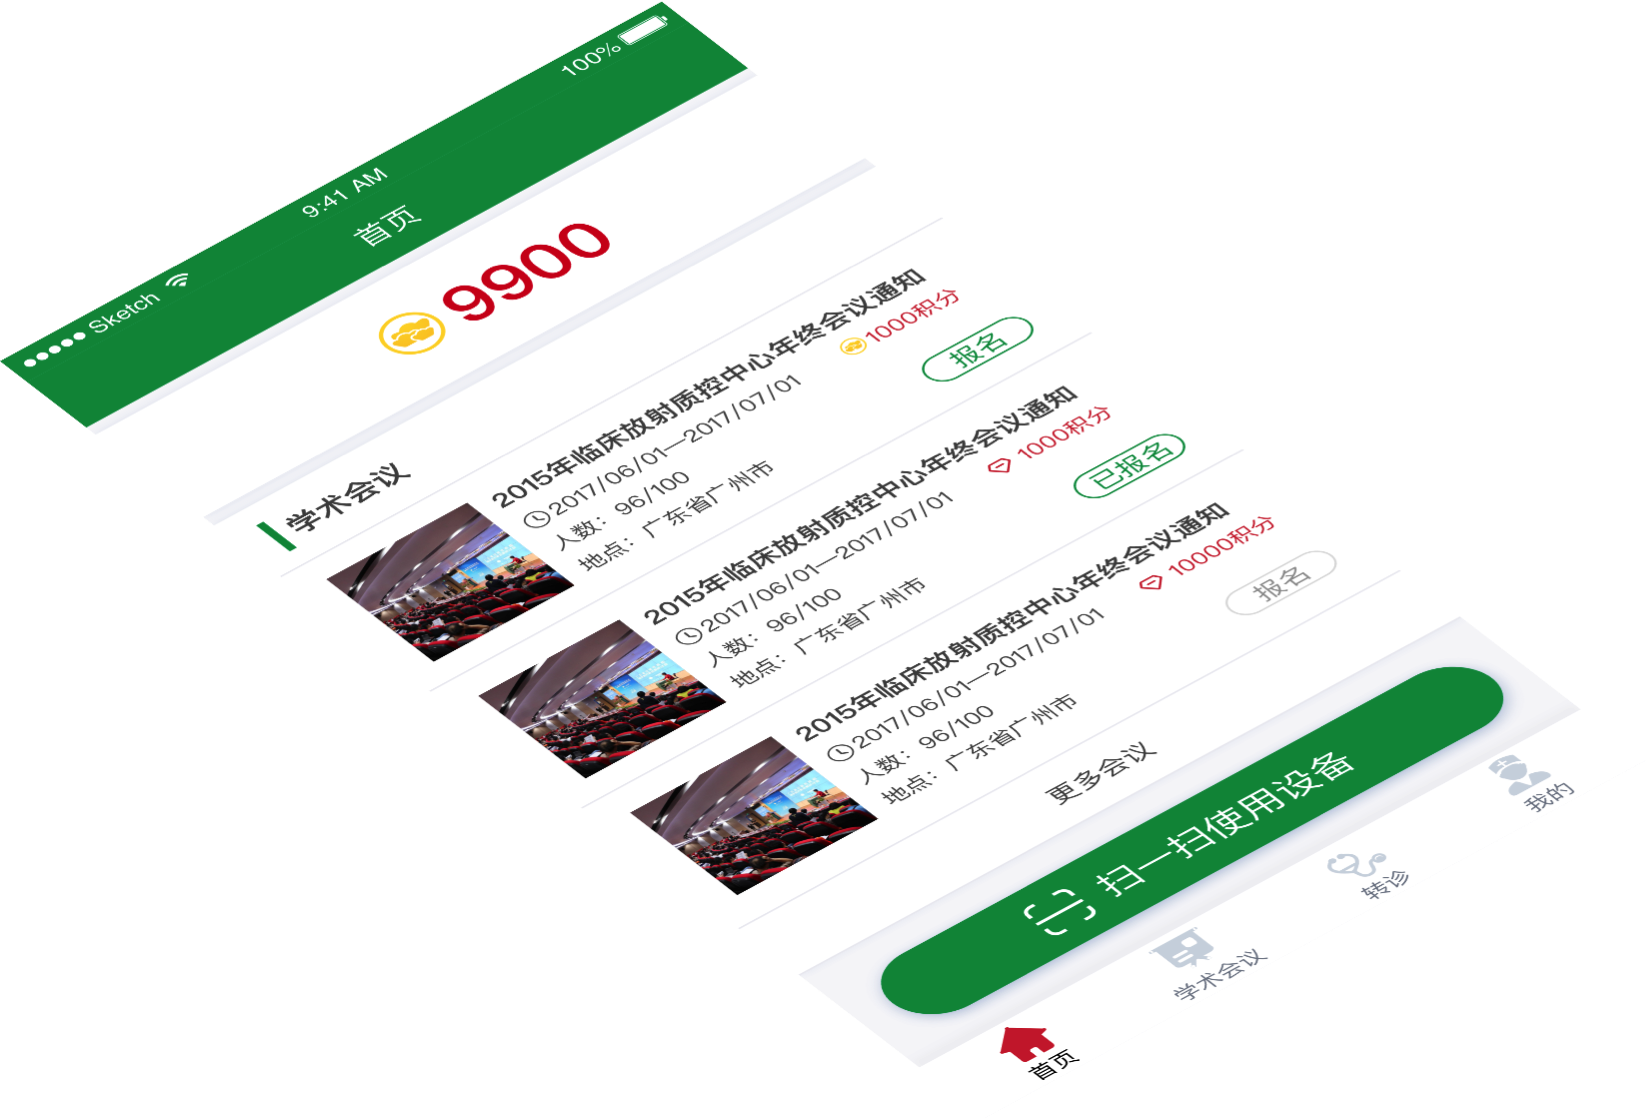 Sketch 9:41 AM 100%
首页
9900
学术会议
2015年临床放射质控中心年终会议通知
2017/06/01—2017/07/01
1000积分
人数：96/100
地点：广东省广州市
报名
2015年临床放射质控中心年终会议通知
2017/06/01—2017/07/01
1000积分
人数：96/100
地点：广东省广州市
已报名
2015年临床放射质控中心年终会议通知
2017/06/01—2017/07/01
10000积分
人数：96/100
地点：广东省广州市
报名
更多会议
扫一扫使用设备
首页
学术会议
转诊
我的